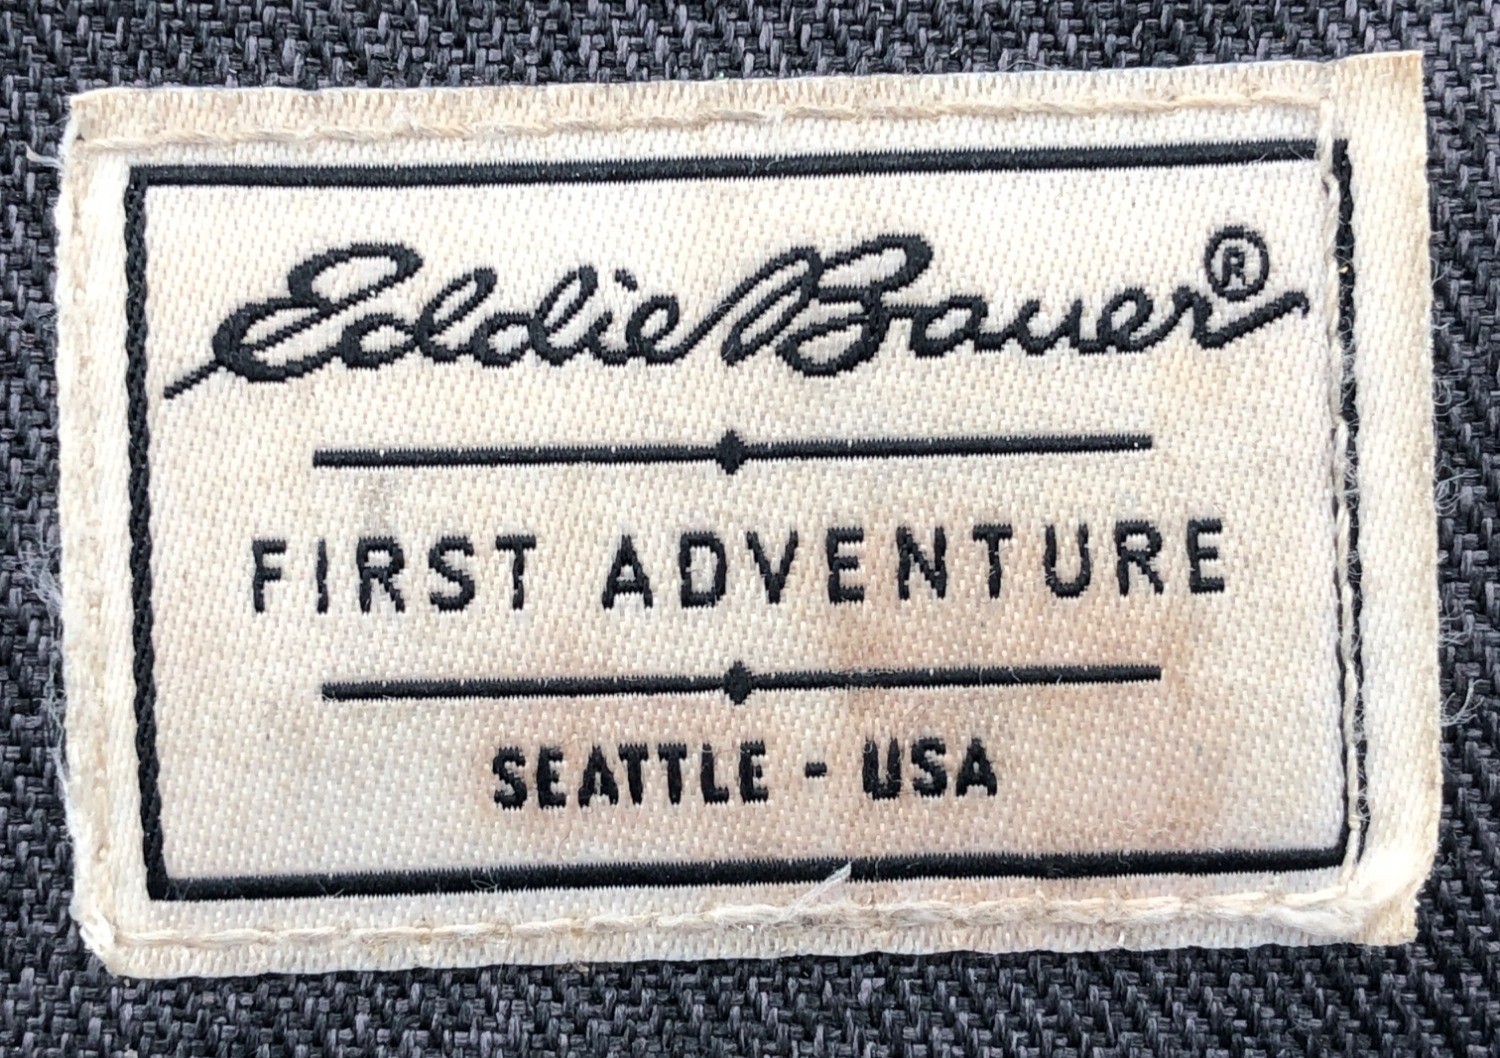 Eddie Bauer®
FIRST ADVENTURE
SEATTLE - USA